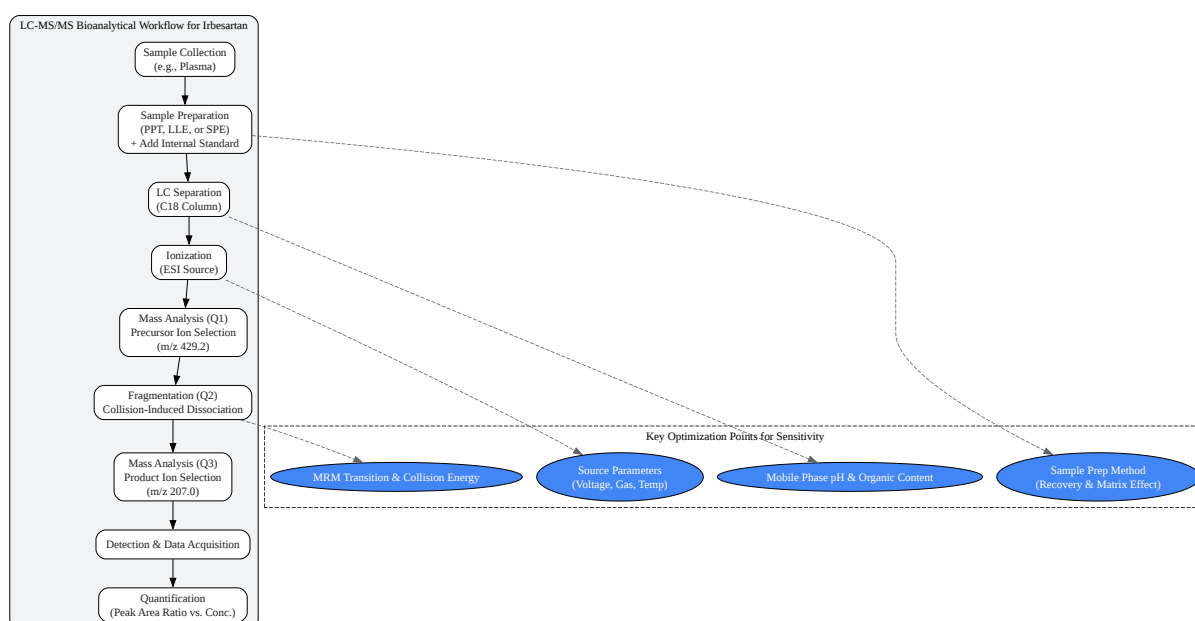 LC-MS/MS Bioanalytical Workflow for Irbesartan
Sample Collection
(e.g., Plasma)
Sample Preparation
(PPT, LLE, or SPE)
+ Add Internal Standard
LC Separation
(C18 Column)
Ionization
(ESI Source)
Mass Analysis (Q1)
Precursor Ion Selection
(m/z 429.2)
Fragmentation (Q2)
Collision-Induced Dissociation
Mass Analysis (Q3)
Product Ion Selection
(m/z 207.0)
Detection & Data Acquisition
Quantification
(Peak Area Ratio vs. Conc.)
Key Optimization Points for Sensitivity
MRM Transition & Collision Energy
Source Parameters
(Voltage, Gas, Temp)
Mobile Phase pH & Organic Content
Sample Prep Method
(Recovery & Matrix Effect)